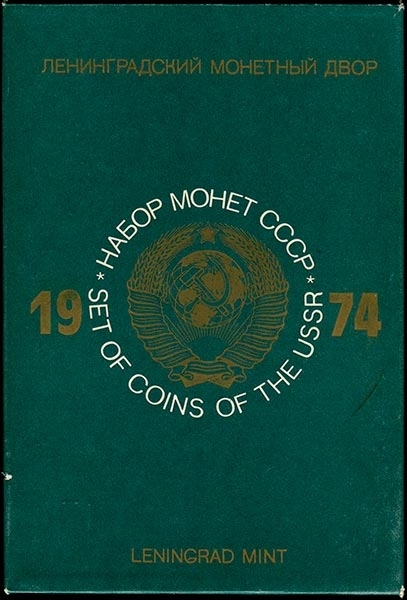 ЛЕНИНГРАДСКИЙ МОНЕТНЫЙ ДВОР
* НАБОР МОНЕТ СССР *
19 74
SET OF COINS OF THE USSR
LENINGRAD MINT